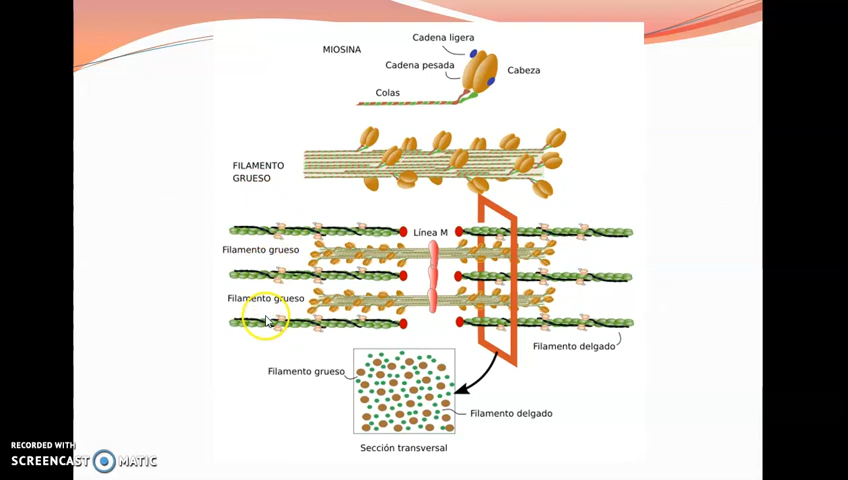 Cadena ligera
MIOSINA
Cadena pesada
Cabeza
Colas
FILAMENTO
GRUESO
Línea M
Filamento grueso
Filamento grueso
Filamento delgado
Filamento grueso
Filamento delgado
Sección transversal
RECORDED WITH
SCREENCAST MATIC